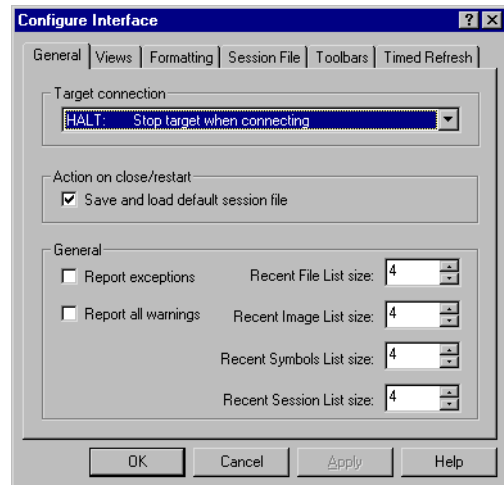 Configure Interface
General Views Formatting Session File Toolbars Timed Refresh
Target connection
HALT: Stop target when connecting
Action on close/restart
Save and load default session file
General
Report exceptions Recent File List size: 4
Report all warnings Recent Image List size: 4
Recent Symbols List size: 4
Recent Session List size: 4
OK Cancel Apply Help